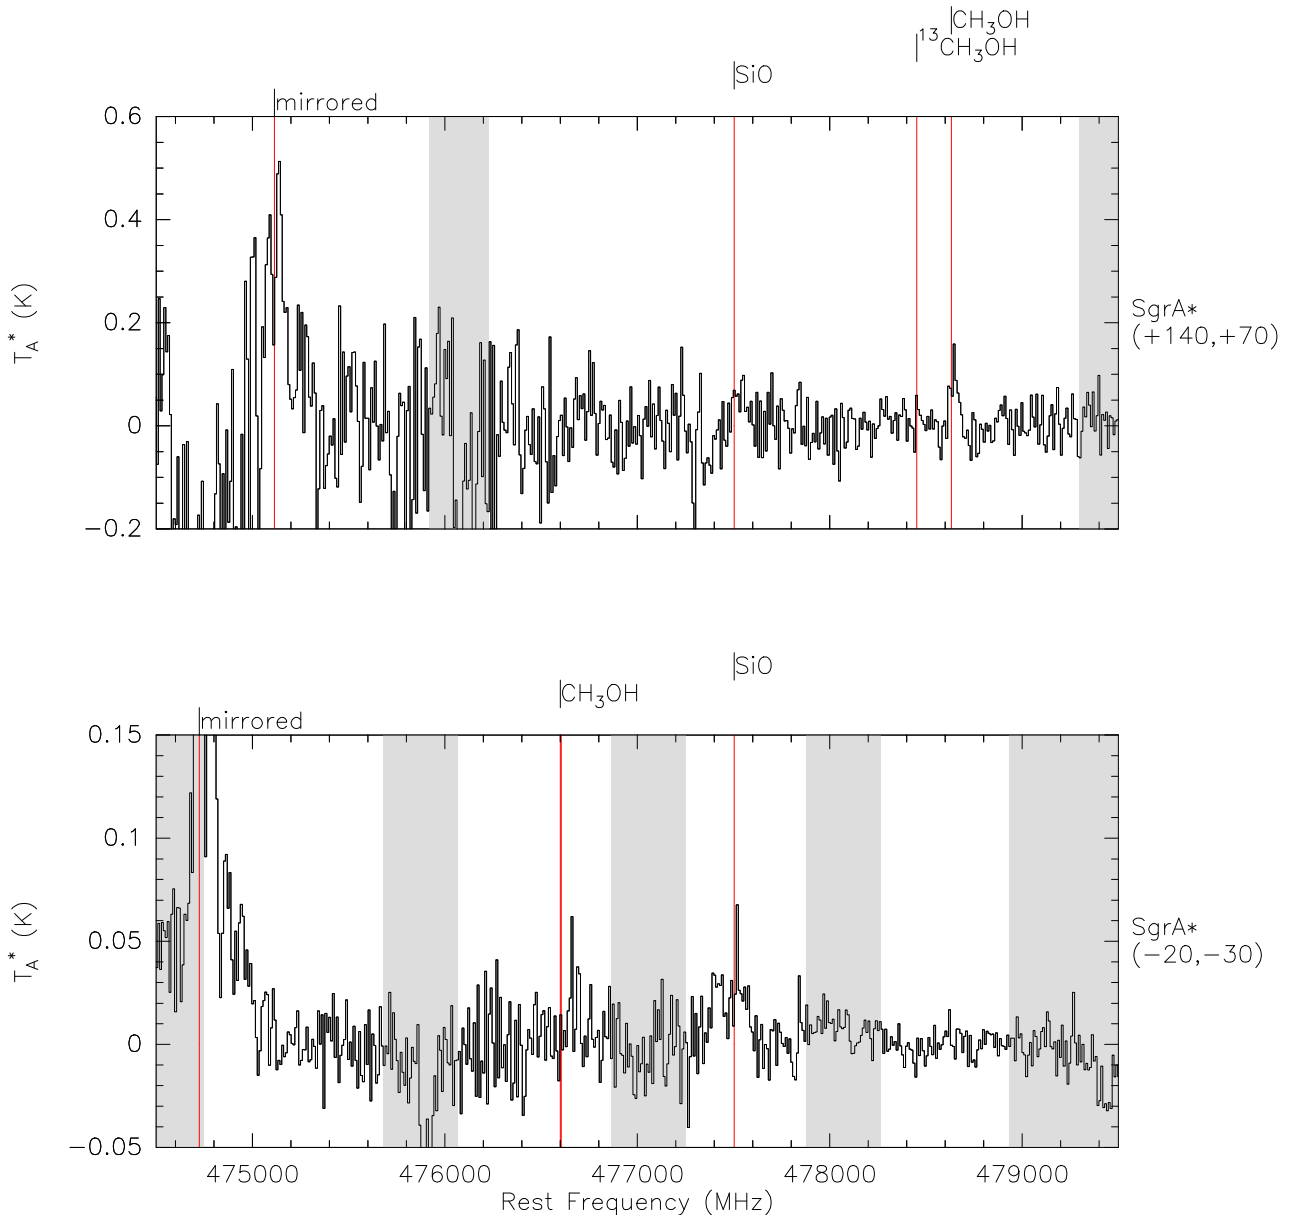 CH₃OH
¹³CH₃OH
SiO
mirrored
0.6
0.4
0.2
0
−0.2
T_A* (K)
SgrA*
(+140,+70)
SiO
CH₃OH
mirrored
0.15
0.1
0.05
0
−0.05
T_A* (K)
SgrA*
(−20,−30)
475000 476000 477000 478000 479000
Rest Frequency (MHz)